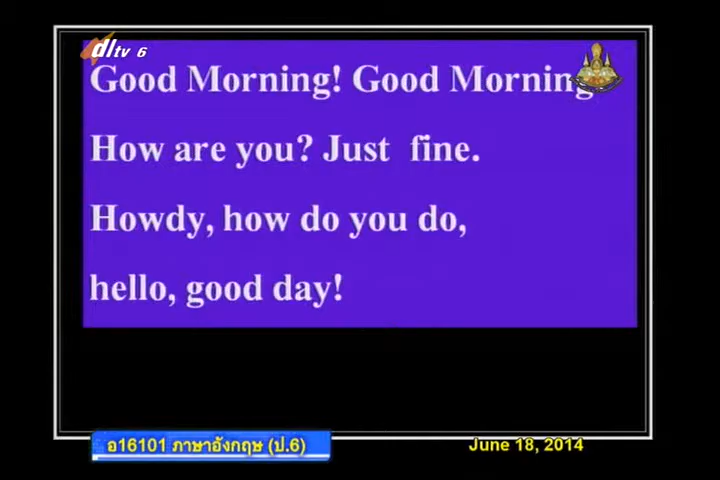 dltv 6
Good Morning! Good Morning
How are you? Just fine.
Howdy, how do you do,
hello, good day!
อ16101 ภาษาอังกฤษ (ป.6)
June 18, 2014